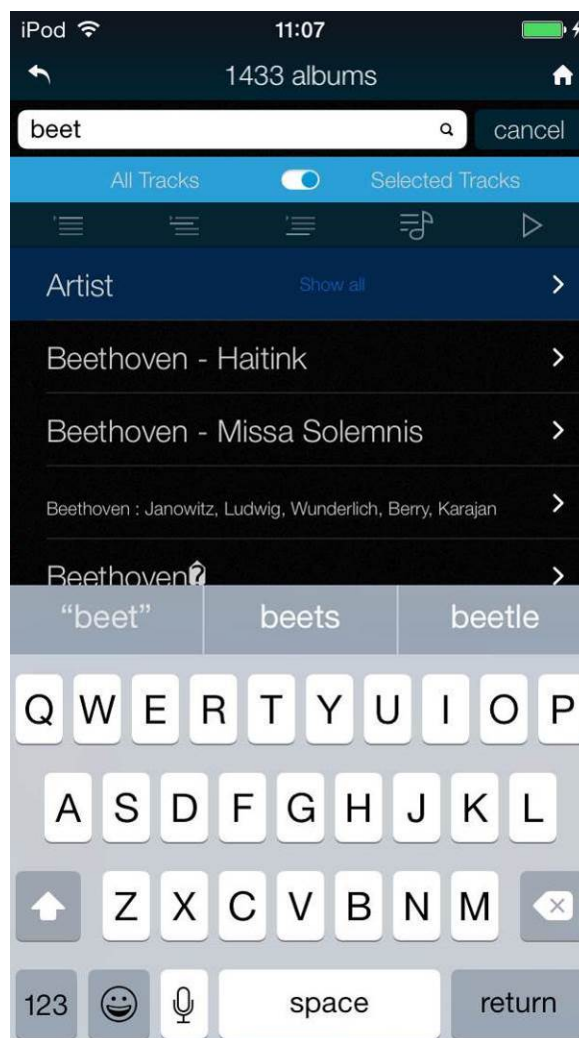 iPod 11:07
1433 albums
beet cancel
All Tracks Selected Tracks
Artist Show all
Beethoven - Haitink
Beethoven - Missa Solemnis
Beethoven : Janowitz, Ludwig, Wunderlich, Berry, Karajan
Beethoven�
“beet” beets beetle
Q W E R T Y U I O P
A S D F G H J K L
Z X C V B N M
123 space return